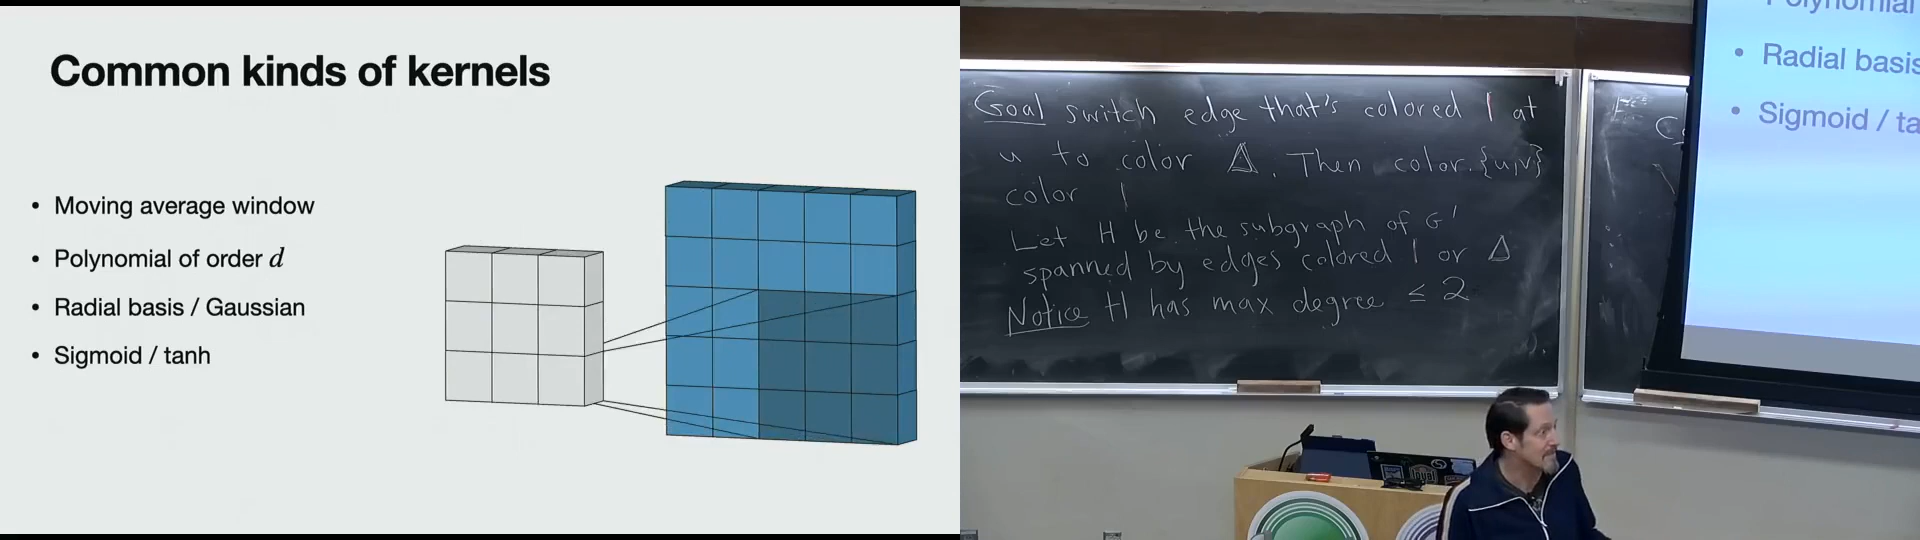 Common kinds of kernels
• Moving average window
• Polynomial of order d
• Radial basis / Gaussian
• Sigmoid / tanh
Goal switch edge that's colored 1 at
u to color Δ. Then color {u,v}
color 1
Let H be the subgraph of G'
spanned by edges colored 1 or Δ
Notice H has max degree ≤ 2
Polynomial
• Radial basis
• Sigmoid / ta